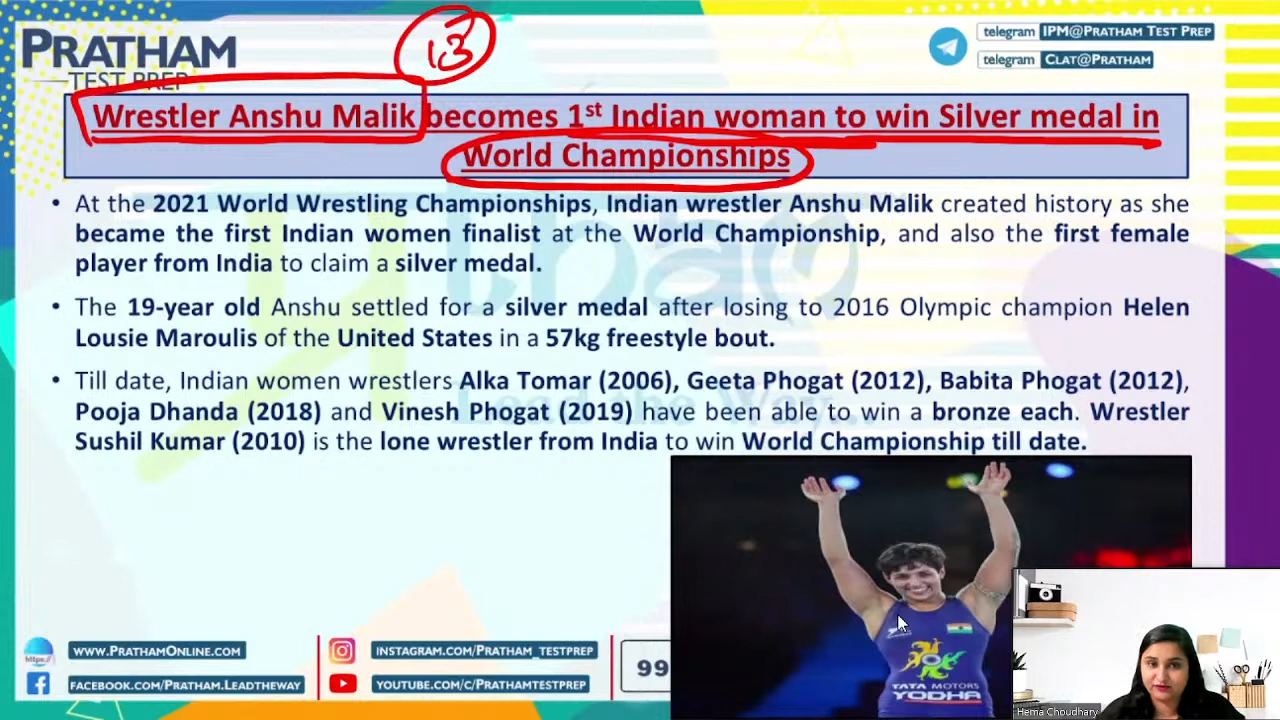 PRATHAM
TEST PREP
13
telegram IPM@PRATHAM TEST PREP
telegram CLAT@PRATHAM
Wrestler Anshu Malik becomes 1st Indian woman to win Silver medal in
World Championships
• At the 2021 World Wrestling Championships, Indian wrestler Anshu Malik created history as she
became the first Indian women finalist at the World Championship, and also the first female
player from India to claim a silver medal.
• The 19-year old Anshu settled for a silver medal after losing to 2016 Olympic champion Helen
Lousie Maroulis of the United States in a 57kg freestyle bout.
• Till date, Indian women wrestlers Alka Tomar (2006), Geeta Phogat (2012), Babita Phogat (2012),
Pooja Dhanda (2018) and Vinesh Phogat (2019) have been able to win a bronze each. Wrestler
Sushil Kumar (2010) is the lone wrestler from India to win World Championship till date.
Lead the Way...
TATA MOTORS
YODHA
https://
WWW.PRATHAMONLINE.COM
INSTAGRAM.COM/PRATHAM_TESTPREP
99
FACEBOOK.COM/PRATHAM.LEADTHEWAY
YOUTUBE.COM/C/PRATHAMTESTPREP
Hema Choudhary